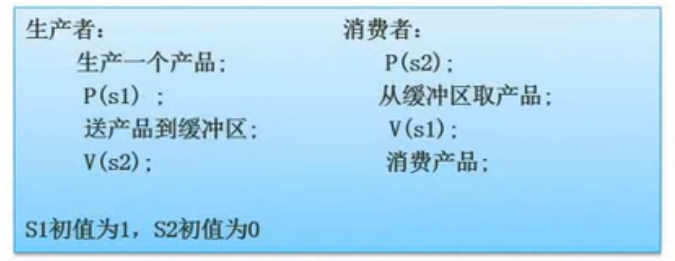 生产者:
生产一个产品;
P(s1) ;
送产品到缓冲区;
V(s2);
消费者:
P(s2);
从缓冲区取产品;
V(s1);
消费产品;
S1初值为1, S2初值为0